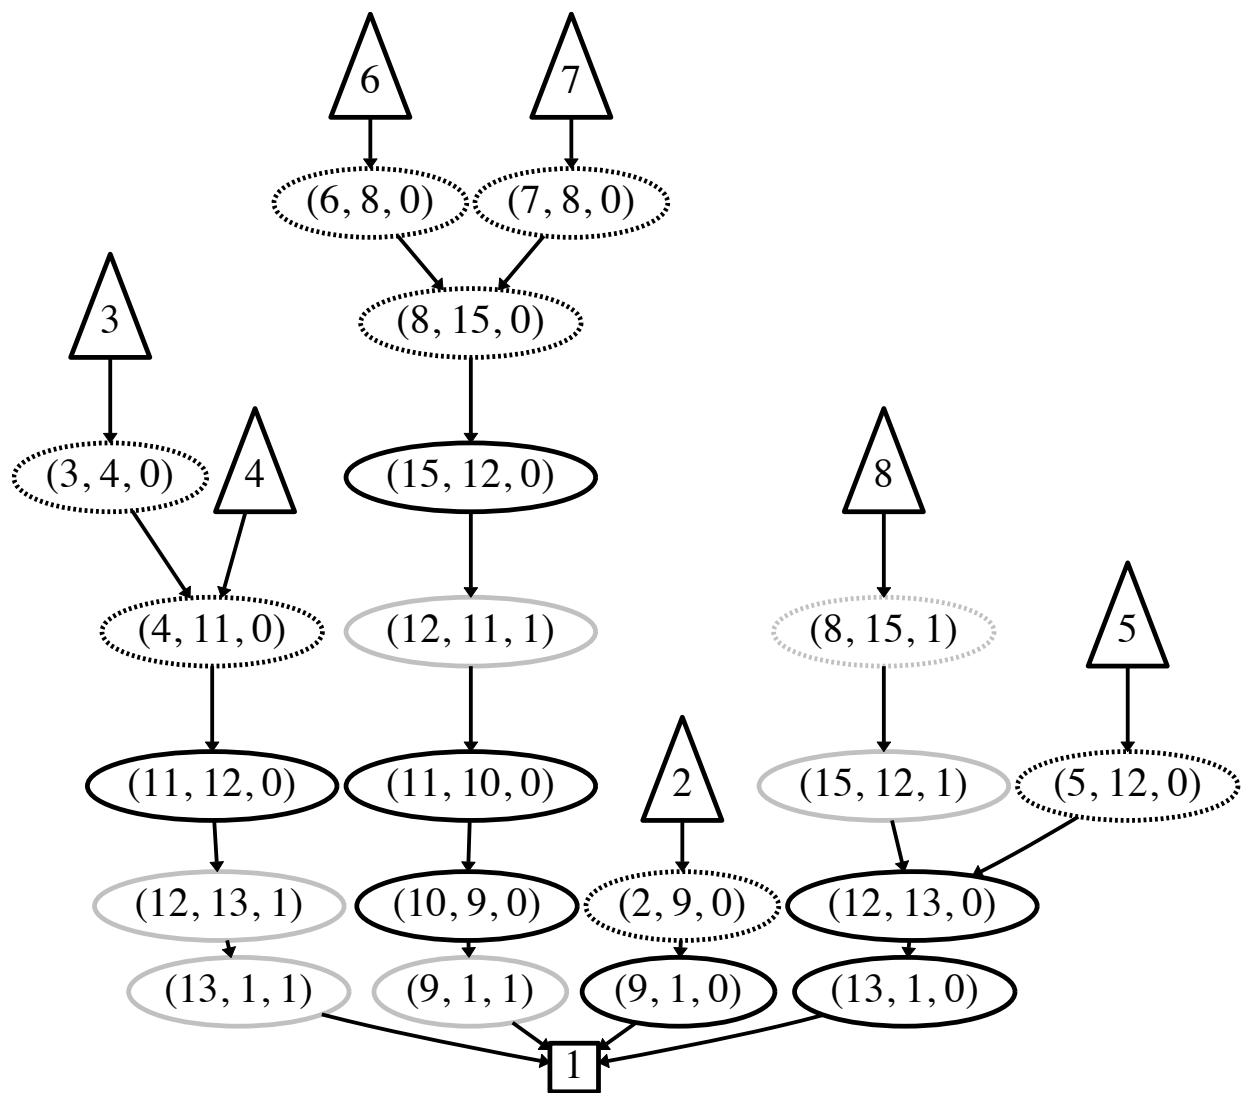 6
7
(6, 8, 0)
(7, 8, 0)
3
(8, 15, 0)
(3, 4, 0)
4
(15, 12, 0)
8
(4, 11, 0)
(12, 11, 1)
(8, 15, 1)
5
(11, 12, 0)
(11, 10, 0)
2
(15, 12, 1)
(5, 12, 0)
(12, 13, 1)
(10, 9, 0)
(2, 9, 0)
(12, 13, 0)
(13, 1, 1)
(9, 1, 1)
(9, 1, 0)
(13, 1, 0)
1